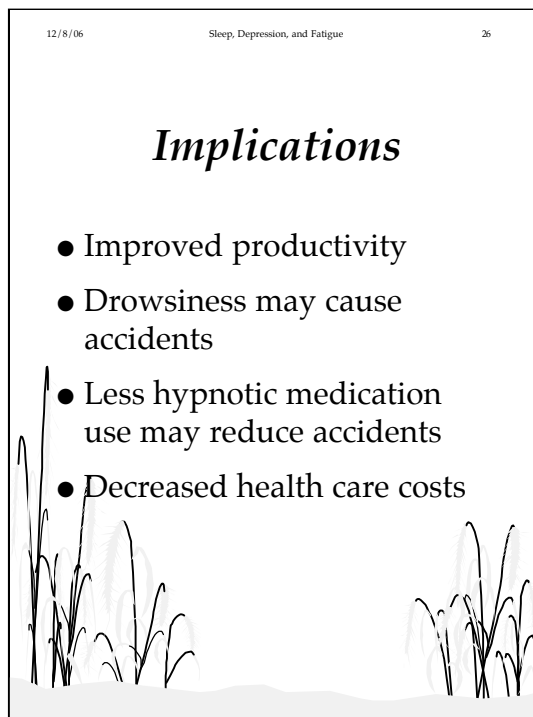 12/8/06 Sleep, Depression, and Fatigue 26
Implications
● Improved productivity
● Drowsiness may cause
accidents
● Less hypnotic medication
use may reduce accidents
● Decreased health care costs